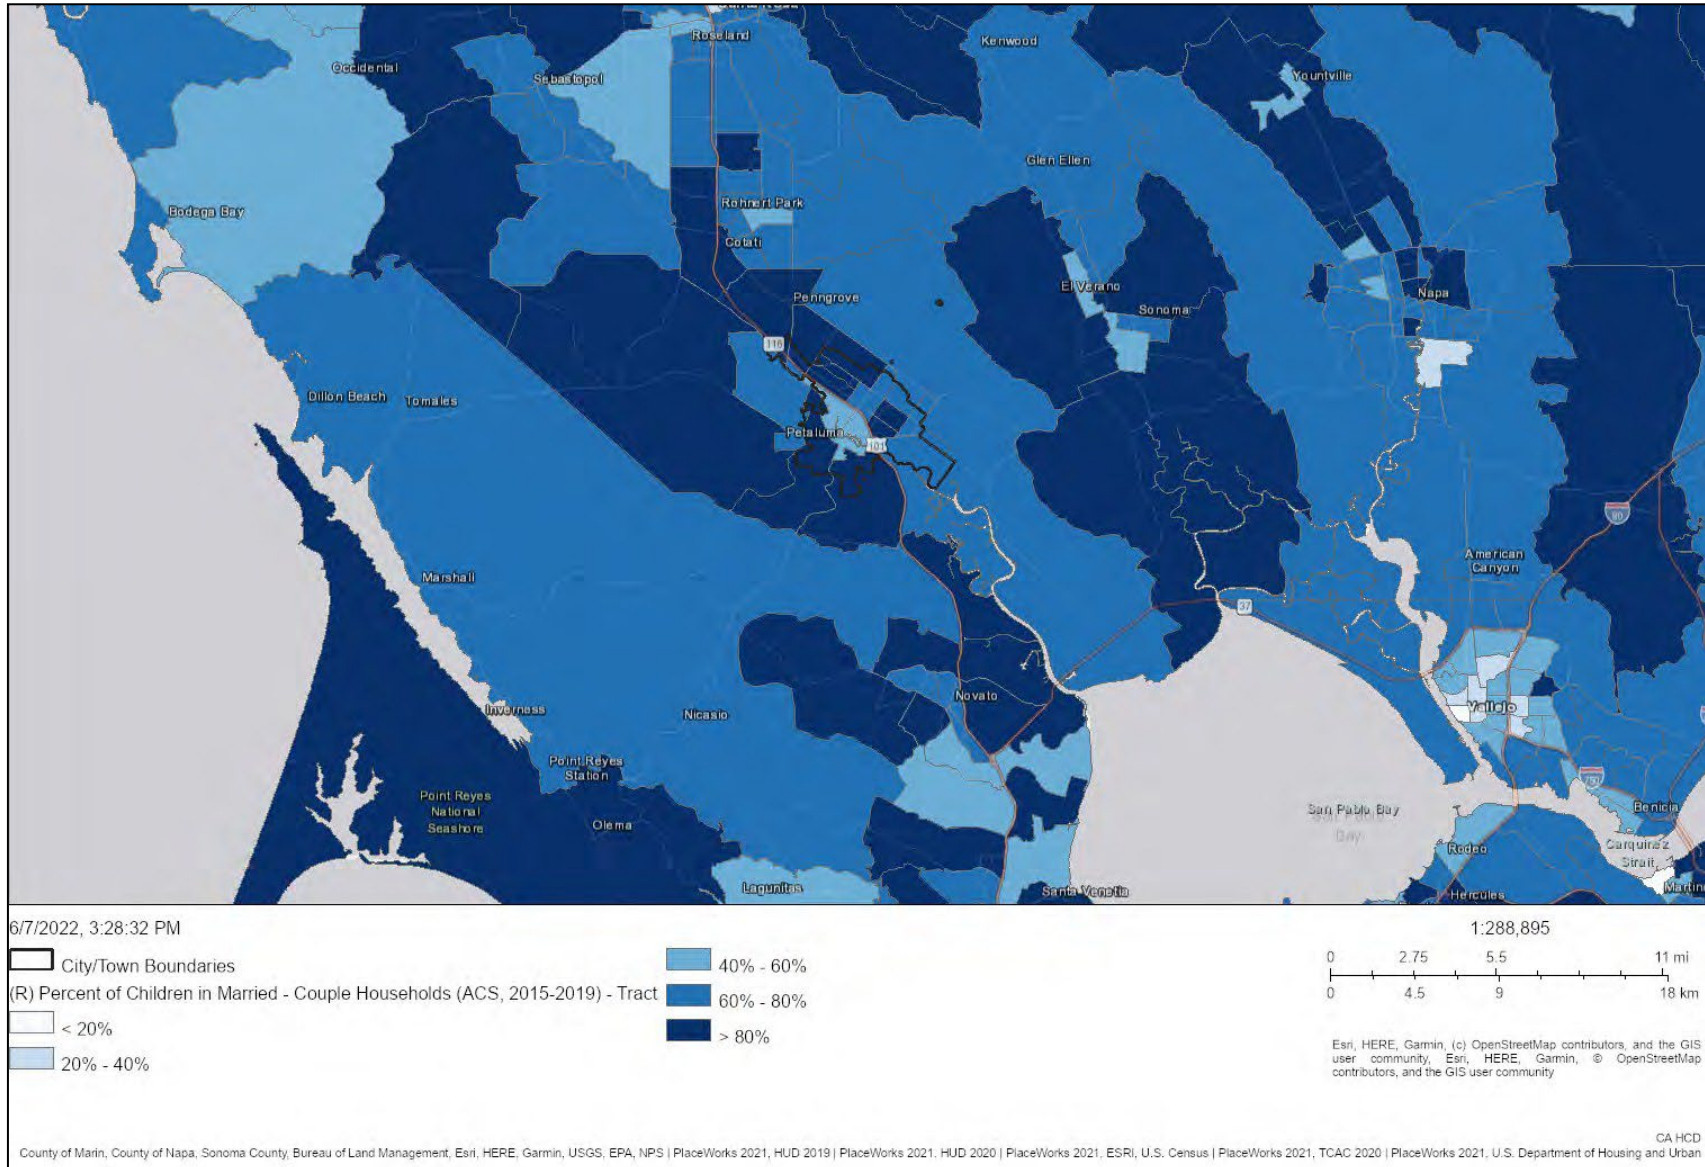 Santa Rosa
Roseland
Kenwood
Occidental
Sebastopol
Yountville
Glen Ellen
Bodega Bay
Rohnert Park
Cotati
El Verano
Penngrove
Sonoma
Napa
116
Dillon Beach
Tomales
Petaluma
101
80
American
Canyon
Marshall
37
Novato
Inverness
Nicasio
Vallejo
Point Reyes
Station
780
Point Reyes
National
Seashore
Olema
San Pablo Bay
Bay
Benicia
Rodeo
Carquinez
Strait
Lagunitas
Santa Venetia
Hercules
Martin
6/7/2022, 3:28:32 PM
City/Town Boundaries
(R) Percent of Children in Married - Couple Households (ACS, 2015-2019) - Tract
< 20%
20% - 40%
40% - 60%
60% - 80%
> 80%
1:288,895
0 2.75 5.5 11 mi
0 4.5 9 18 km
Esri, HERE, Garmin, (c) OpenStreetMap contributors, and the GIS
user community, Esri, HERE, Garmin, © OpenStreetMap
contributors, and the GIS user community
CA HCD
County of Marin, County of Napa, Sonoma County, Bureau of Land Management, Esri, HERE, Garmin, USGS, EPA, NPS | PlaceWorks 2021, HUD 2019 | PlaceWorks 2021, HUD 2020 | PlaceWorks 2021, ESRI, U.S. Census | PlaceWorks 2021, TCAC 2020 | PlaceWorks 2021, U.S. Department of Housing and Urban